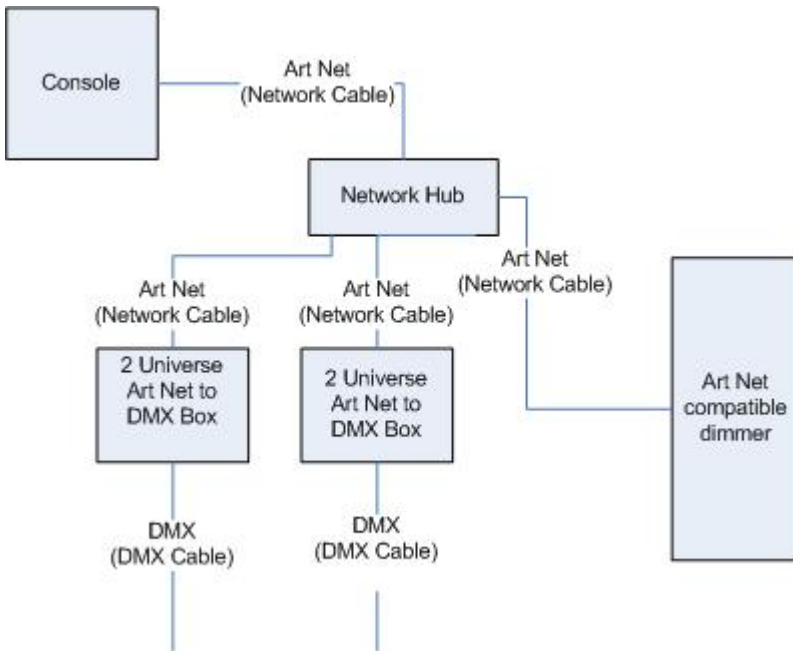 Console
Art Net
(Network Cable)
Network Hub
Art Net
(Network Cable)
Art Net
(Network Cable)
Art Net
(Network Cable)
2 Universe
Art Net to
DMX Box
2 Universe
Art Net to
DMX Box
Art Net
compatible
dimmer
DMX
(DMX Cable)
DMX
(DMX Cable)